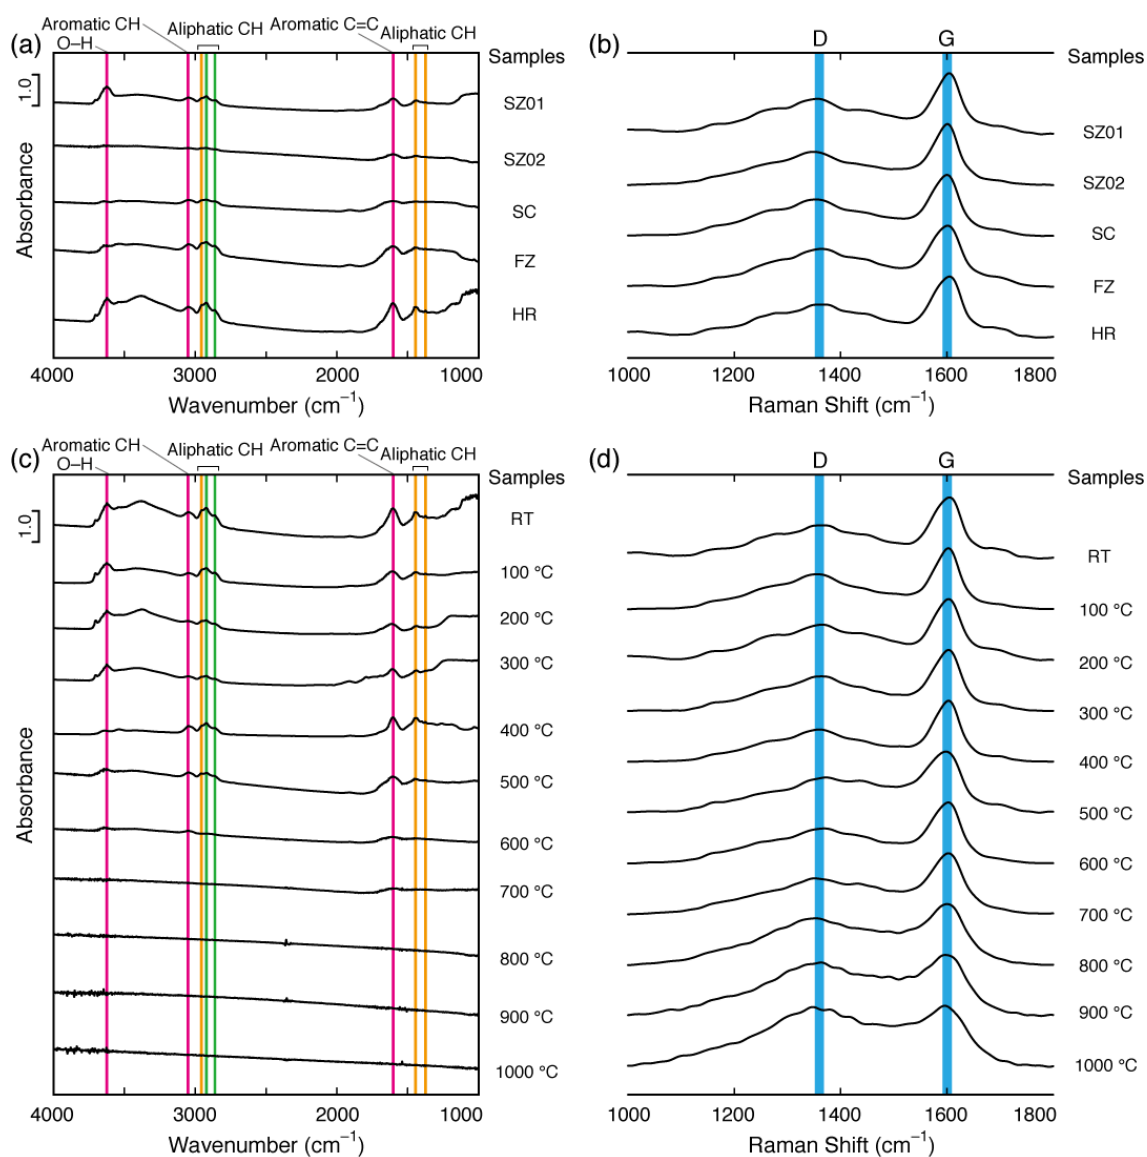 (a)
Aromatic CH Aliphatic CH Aromatic C=C Aliphatic CH
O–H
Samples
1.0
SZ01
SZ02
SC
FZ
HR
Absorbance
4000 3000 2000 1000
Wavenumber (cm−1)
(b)
D G
Samples
SZ01
SZ02
SC
FZ
HR
1000 1200 1400 1600 1800
Raman Shift (cm−1)
(c)
Aromatic CH Aliphatic CH Aromatic C=C Aliphatic CH
O–H
Samples
1.0
RT
100 °C
200 °C
300 °C
400 °C
500 °C
600 °C
700 °C
800 °C
900 °C
1000 °C
Absorbance
4000 3000 2000 1000
Wavenumber (cm−1)
(d)
D G
Samples
RT
100 °C
200 °C
300 °C
400 °C
500 °C
600 °C
700 °C
800 °C
900 °C
1000 °C
1000 1200 1400 1600 1800
Raman Shift (cm−1)